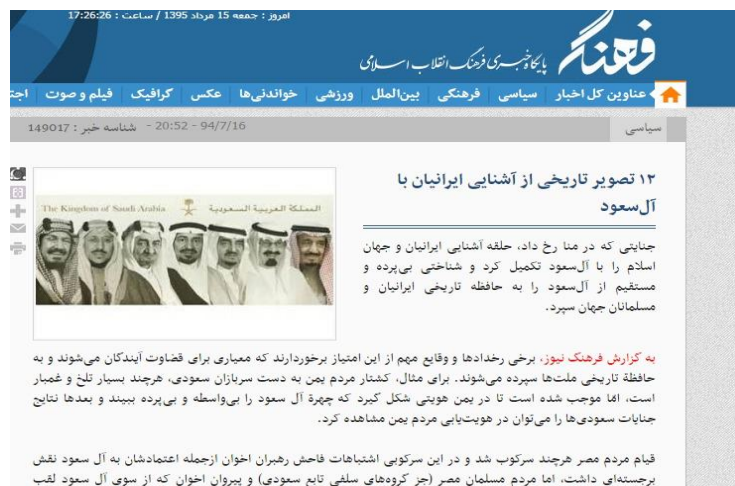 امروز : جمعه 15 مرداد 1395 / ساعت : 17:26:26
فرهنگ
پایگاه خبری فرهنگ انقلاب اسلامی
عناوین کل اخبار
سیاسی
فرهنگی
بین‌الملل
ورزشی
خواندنی‌ها
عکس
گرافیک
فیلم و صوت
سیاسی
94/7/16 - 20:52 - شناسه خبر : 149017
۱۲ تصویر تاریخی از آشنایی ایرانیان با
آل‌سعود
The Kingdom of Saudi Arabia
المملكة العربية السعودية
جنایتی که در منا رخ داد، حلقه آشنایی ایرانیان و جهان
اسلام را با آل‌سعود تکمیل کرد و شناختی بی‌پرده و
مستقیم از آل‌سعود را به حافظه تاریخی ایرانیان و
مسلمانان جهان سپرد.
به گزارش فرهنگ نیوز، برخی رخدادها و وقایع مهم از این امتیاز برخوردارند که معیاری برای قضاوت آیندگان می‌شوند و به
حافظهٔ تاریخی ملت‌ها سپرده می‌شوند. برای مثال، کشتار مردم یمن به دست سربازان سعودی، هرچند بسیار تلخ و غمبار
است، امّا موجب شده است تا در یمن هویتی شکل گیرد که چهرهٔ آل سعود را بی‌واسطه و بی‌پرده ببیند و بعدها نتایج
جنایات سعودی‌ها را می‌توان در هویت‌یابی مردم یمن مشاهده کرد.
قیام مردم مصر هرچند سرکوب شد و در این سرکوبی اشتباهات فاحش رهبران اخوان ازجمله اعتمادشان به آل سعود نقش
برجسته‌ای داشت، اما مردم مسلمان مصر (جز گروه‌های سلفی تابع سعودی) و پیروان اخوان که از سوی آل سعود لقب